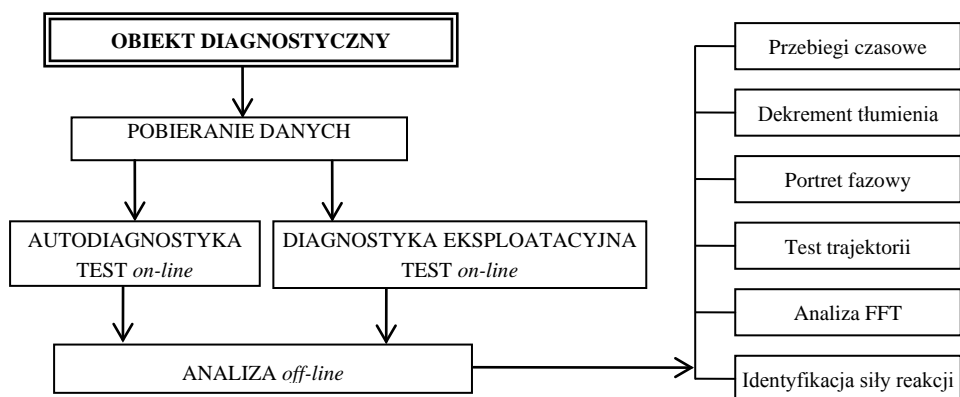 OBIEKT DIAGNOSTYCZNY
POBIERANIE DANYCH
AUTODIAGNOSTYKA
TEST on-line
DIAGNOSTYKA EKSPLOATACYJNA
TEST on-line
ANALIZA off-line
Przebiegi czasowe
Dekrement tłumienia
Portret fazowy
Test trajektorii
Analiza FFT
Identyfikacja siły reakcji